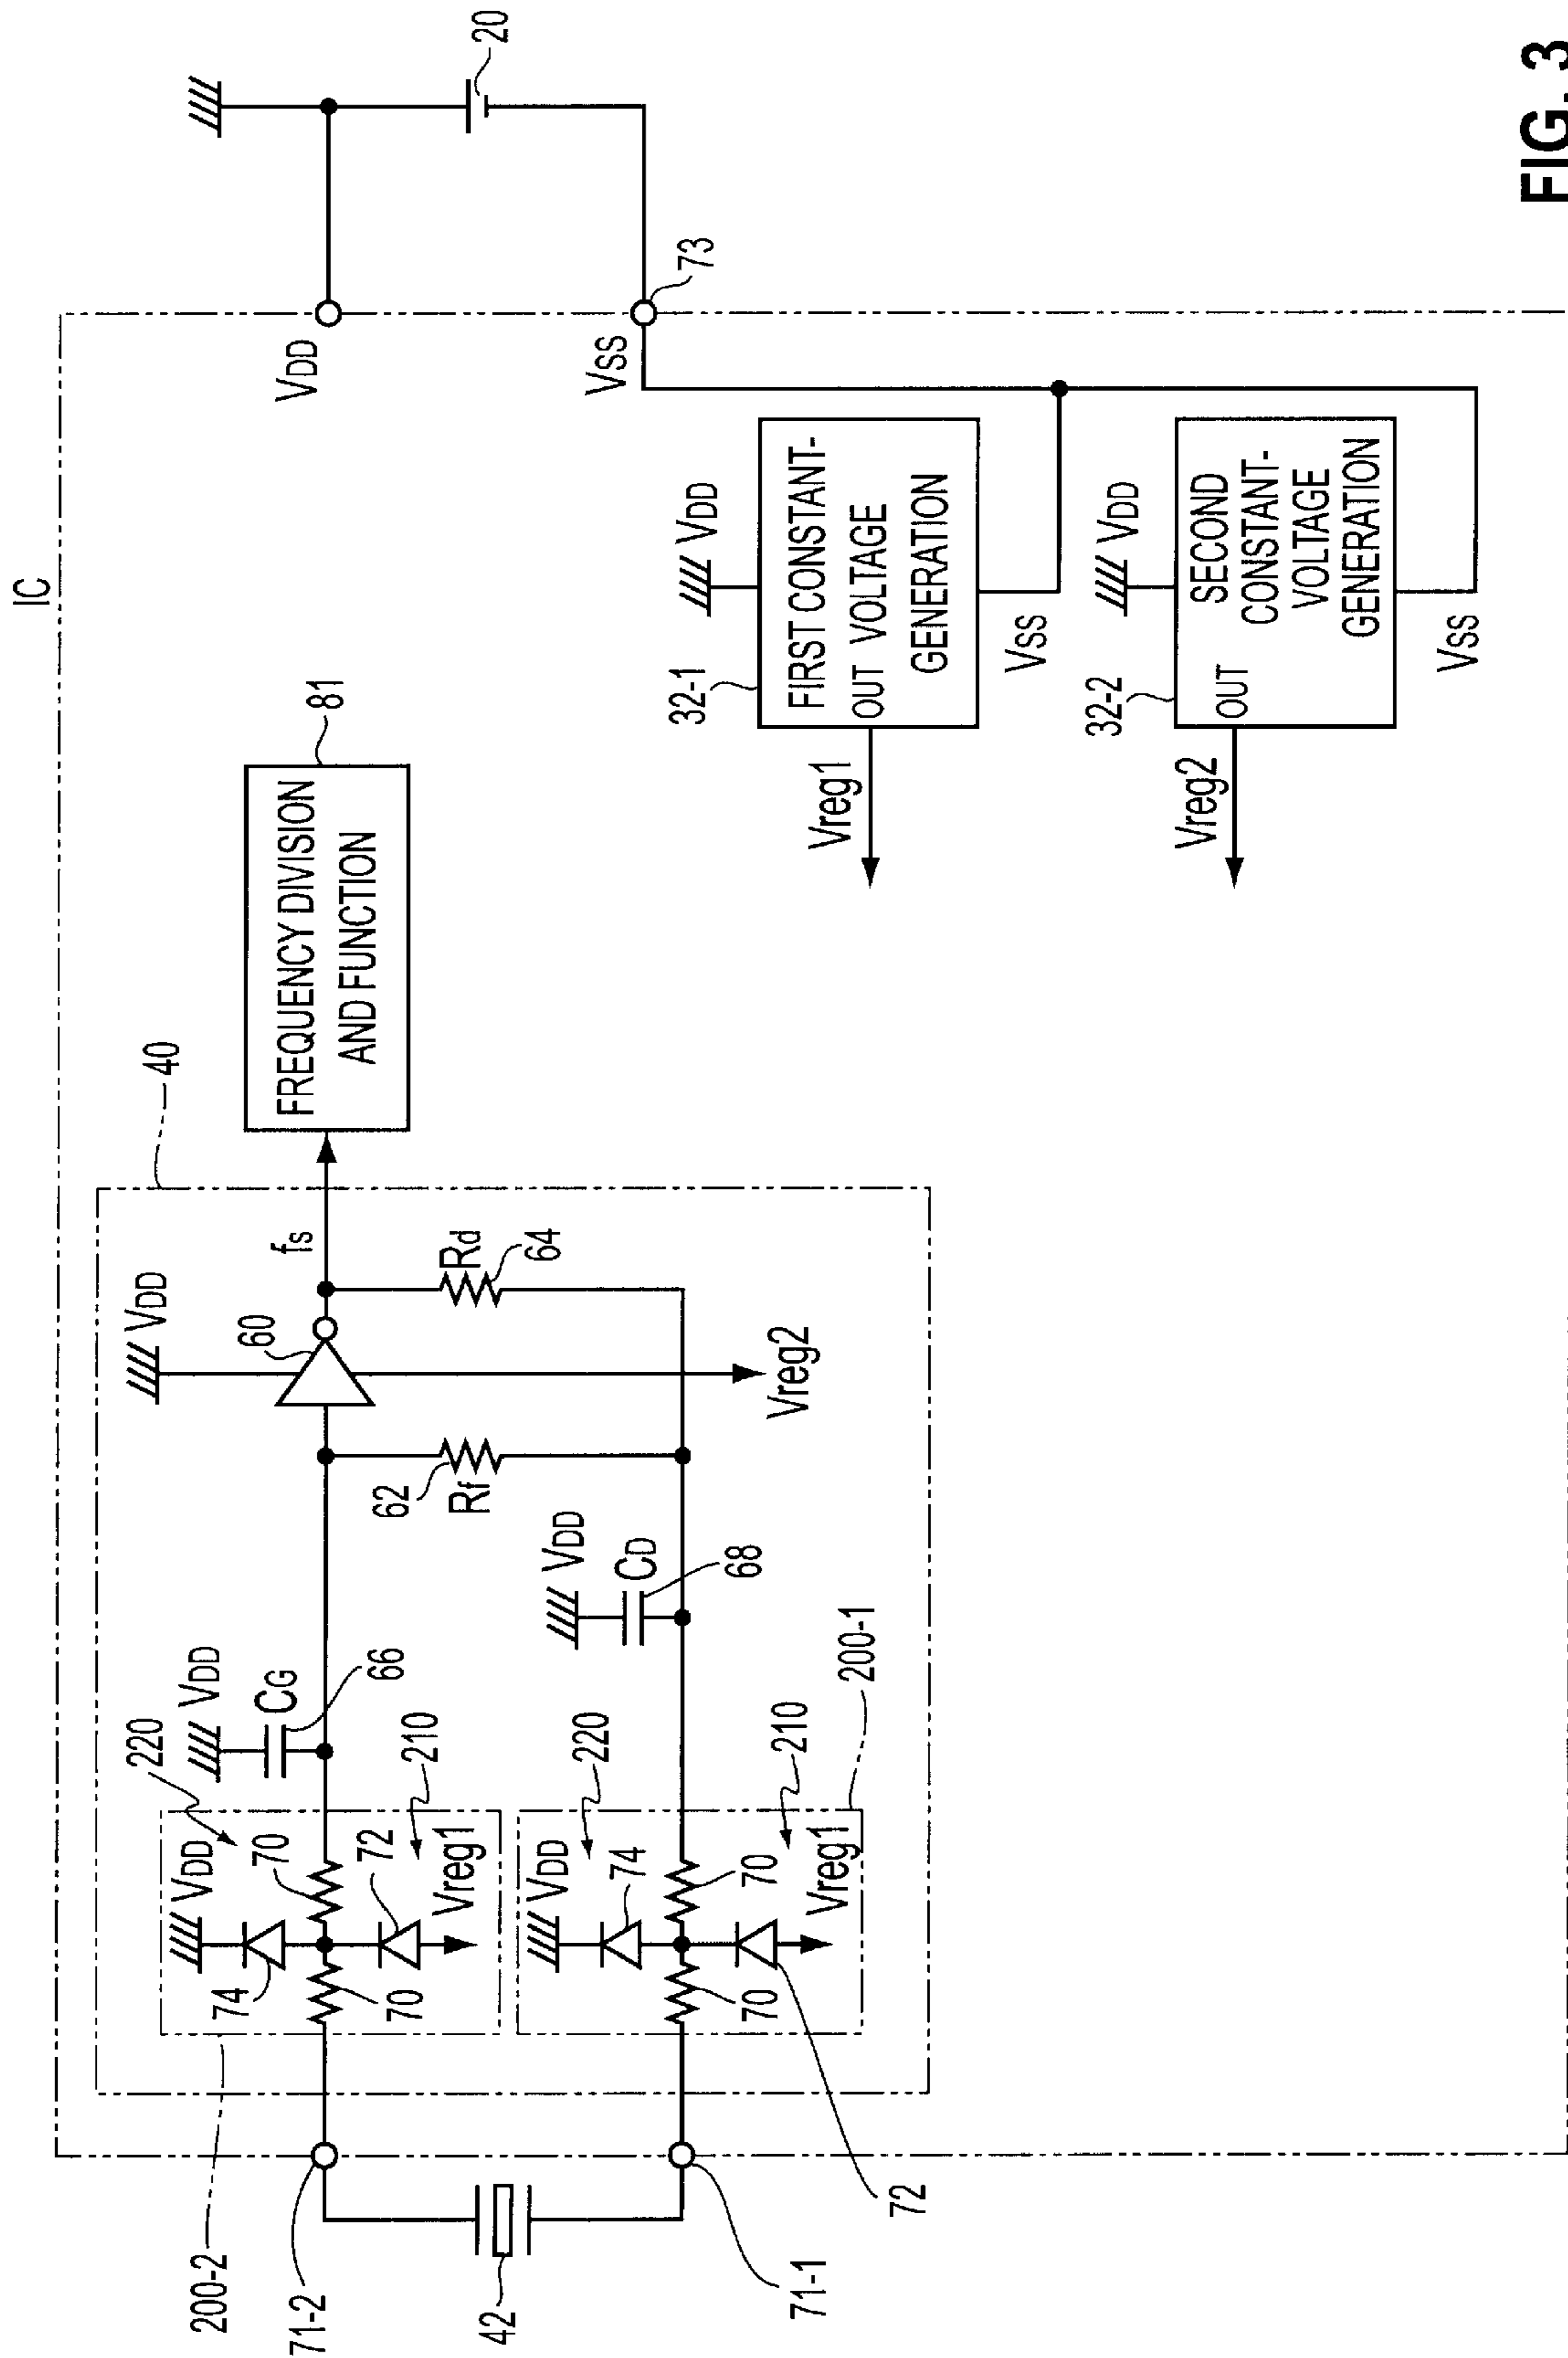 IC
40
VDD
60
fs
81
FREQUENCY DIVISION
AND FUNCTION
VDD
20
200-2
71-2
220
VDD
74
70
70
72
210
Vreg1
VDD
CG
66
62
Rf
Rd
64
Vreg2
42
71-1
220
VDD
74
70
70
72
210
Vreg1
200-1
VDD
CD
68
VSS
73
32-1
VDD
FIRST CONSTANT-
OUT VOLTAGE
GENERATION
Vreg1
VSS
32-2
VDD
SECOND
CONSTANT-
OUT VOLTAGE
GENERATION
Vreg2
VSS
FIG. 3